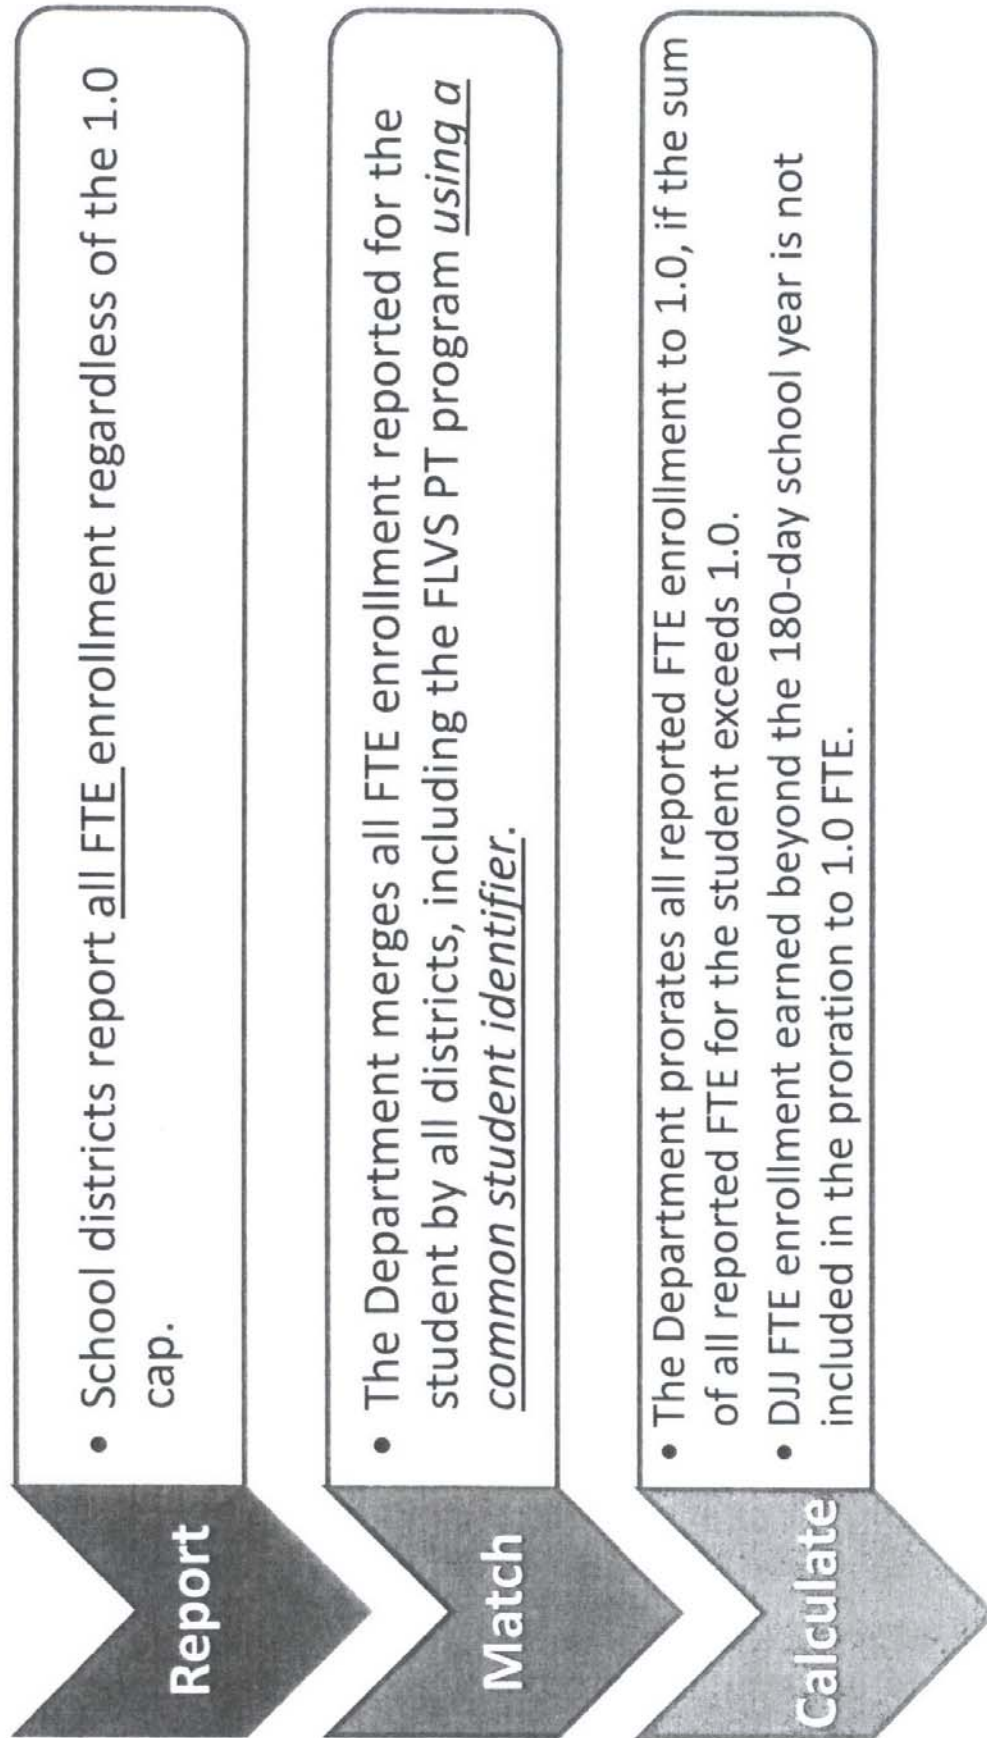 Report
• School districts report all FTE enrollment regardless of the 1.0
cap.
Match
• The Department merges all FTE enrollment reported for the
student by all districts, including the FLVS PT program using a
common student identifier.
Calculate
• The Department prorates all reported FTE enrollment to 1.0, if the sum
of all reported FTE for the student exceeds 1.0.
• DJJ FTE enrollment earned beyond the 180-day school year is not
included in the proration to 1.0 FTE.